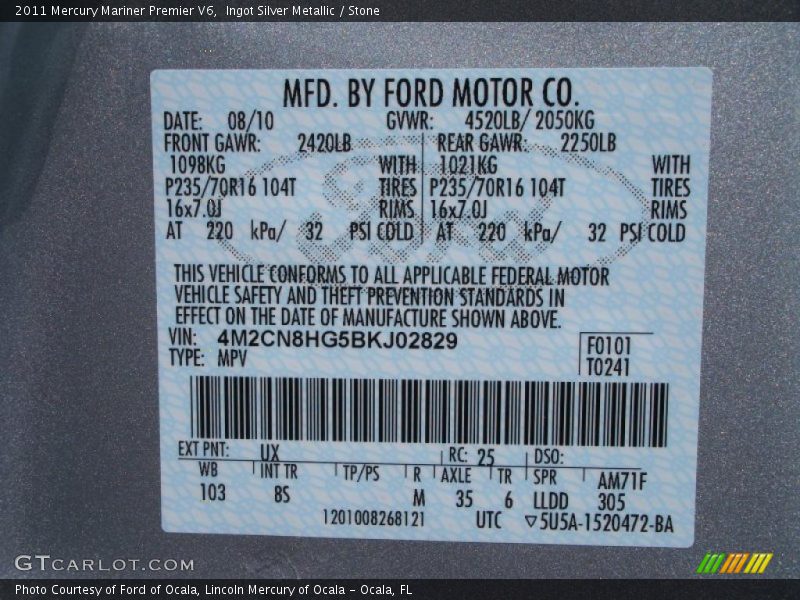 2011 Mercury Mariner Premier V6,  Ingot Silver Metallic / Stone
MFD. BY FORD MOTOR CO.
DATE: 08/10 GVWR: 4520LB/ 2050KG
FRONT GAWR: 2420LB REAR GAWR: 2250LB
1098KG WITH 1021KG WITH
P235/70R16 104T TIRES P235/70R16 104T TIRES
16x7.0J RIMS 16x7.0J RIMS
AT 220 kPa/ 32 PSI COLD AT 220 kPa/ 32 PSI COLD
THIS VEHICLE CONFORMS TO ALL APPLICABLE FEDERAL MOTOR
VEHICLE SAFETY AND THEFT PREVENTION STANDARDS IN
EFFECT ON THE DATE OF MANUFACTURE SHOWN ABOVE.
VIN: 4M2CN8HG5BKJ02829 F0101
TYPE: MPV T0241
EXT PNT: UX RC: 25 DSO:
WB INT TR TP/PS R AXLE TR SPR AM71F
103 8S M 35 6 LLDD 305
1201008268121 UTC ▽5U5A-1520472-BA
GTCARLOT.COM
Photo Courtesy of Ford of Ocala, Lincoln Mercury of Ocala – Ocala, FL